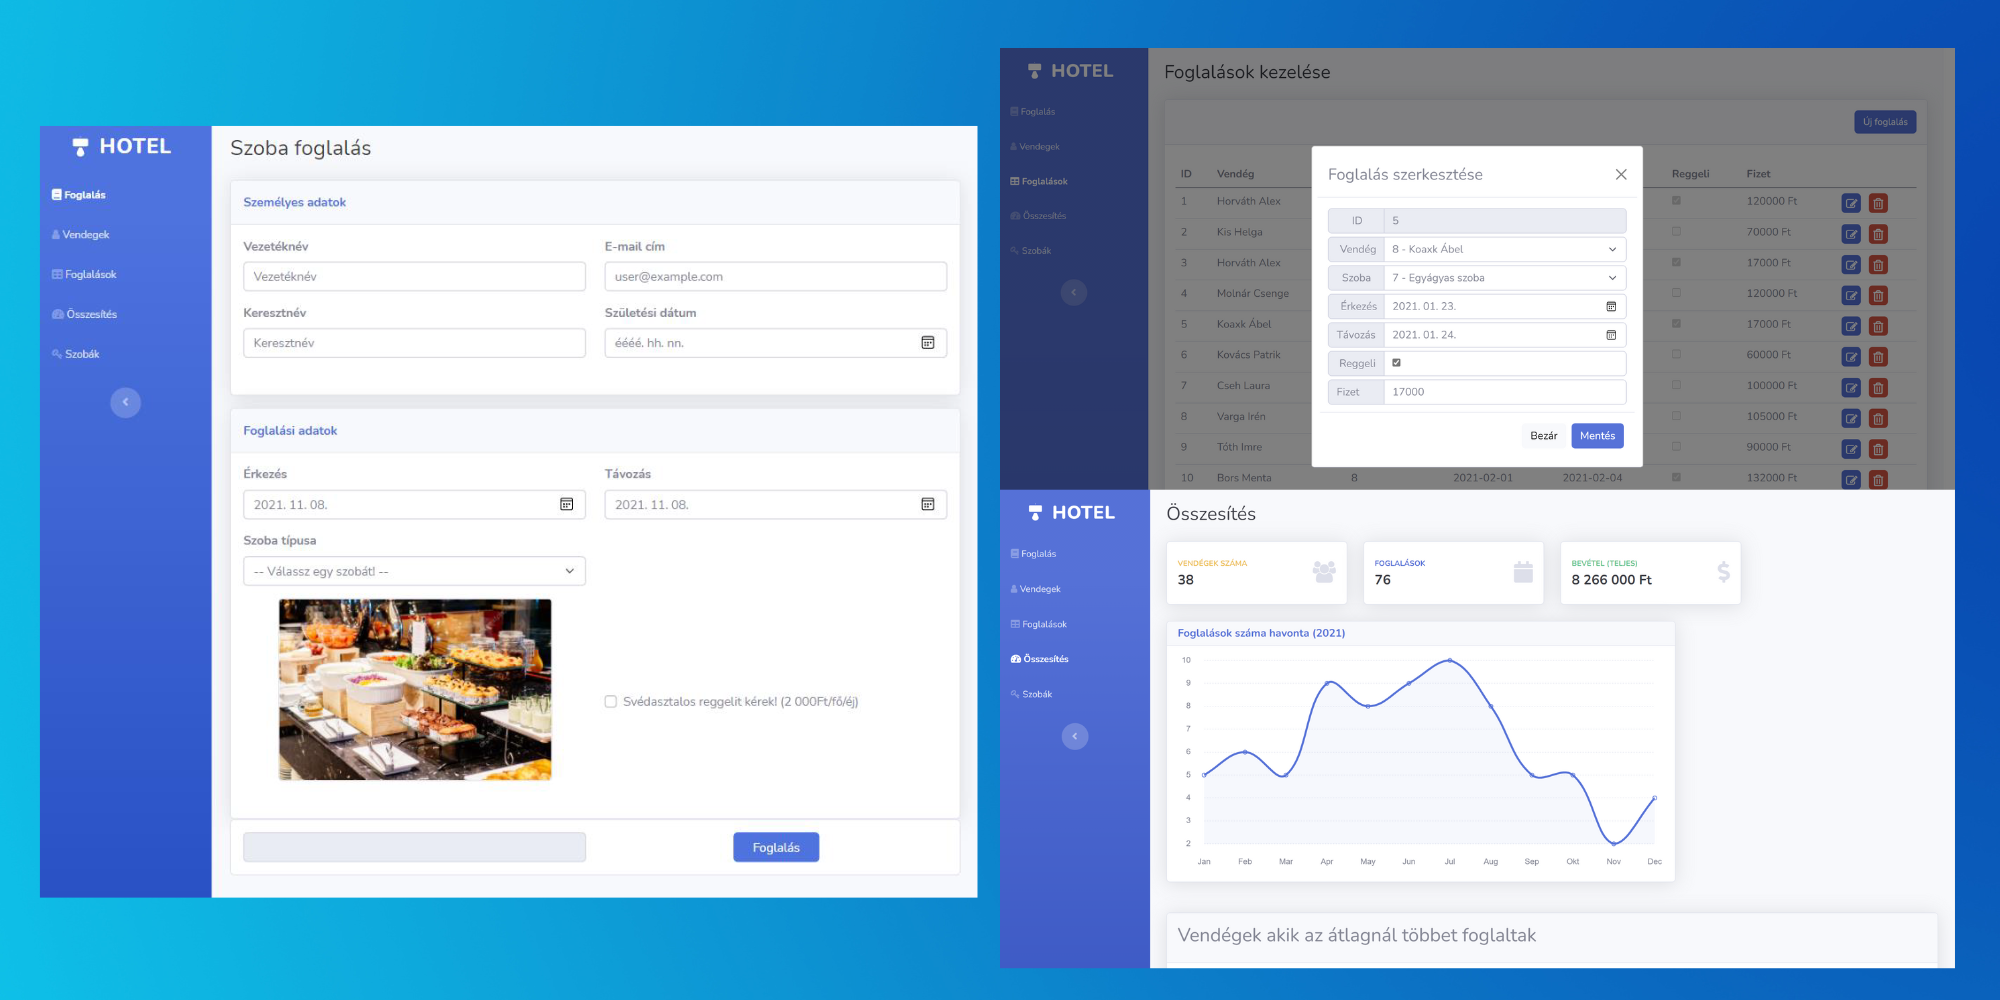 HOTEL
Foglalás
Vendegek
Foglalások
Összesítés
Szobák
Szoba foglalás
Személyes adatok
Vezetéknév
E-mail cím
Vezetéknév
user@example.com
Keresztnév
Születési dátum
Keresztnév
éééé. hh. nn.
Foglalási adatok
Érkezés
Távozás
2021. 11. 08.
2021. 11. 08.
Szoba típusa
-- Válassz egy szobát! --
Svédasztalos reggelit kérek! (2 000Ft/fő/éj)
Foglalás
HOTEL
Foglalás
Vendegek
Foglalások
Összesítés
Szobák
Foglalások kezelése
Új foglalás
ID Vendég Reggeli Fizet
1 Horváth Alex 120000 Ft
2 Kis Helga 70000 Ft
3 Horváth Alex 17000 Ft
4 Molnár Csenge 120000 Ft
5 Koaxk Ábel 17000 Ft
6 Kovács Patrik 60000 Ft
7 Cseh Laura 100000 Ft
8 Varga Irén 105000 Ft
9 Tóth Imre 90000 Ft
10 Bors Menta 8 2021-02-01 2021-02-04 132000 Ft
Foglalás szerkesztése
ID 5
Vendég 8 - Koaxk Ábel
Szoba 7 - Egyágyas szoba
Érkezés 2021. 01. 23.
Távozás 2021. 01. 24.
Reggeli
Fizet 17000
Bezár Mentés
HOTEL
Foglalás
Vendegek
Foglalások
Összesítés
Szobák
Összesítés
VENDÉGEK SZÁMA
38
FOGLALÁSOK
76
BEVÉTEL (TELJES)
8 266 000 Ft
Foglalások száma havonta (2021)
10
9
8
7
6
5
4
3
2
Jan Feb Mar Apr May Jun Jul Aug Sep Okt Nov Dec
Vendégek akik az átlagnál többet foglaltak